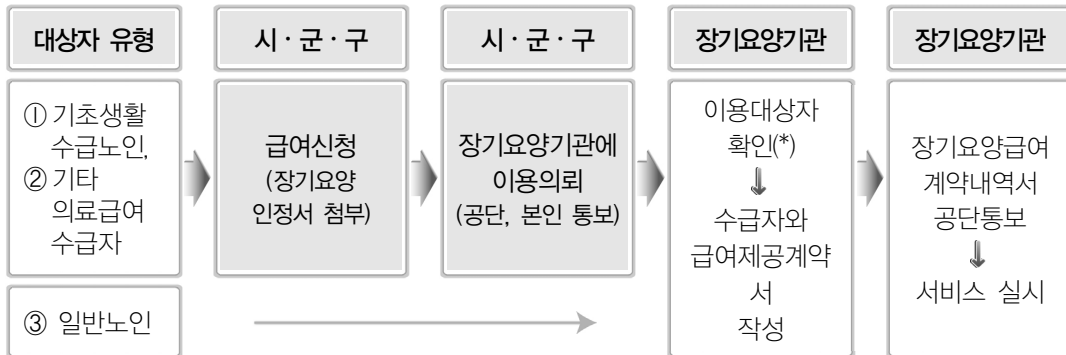 대상자 유형
시·군·구
시·군·구
장기요양기관
장기요양기관
① 기초생활
수급노인,
② 기타
의료급여
수급자
급여신청
(장기요양
인정서 첨부)
장기요양기관에
이용의뢰
(공단, 본인 통보)
이용대상자
확인(*)
⇓
수급자와
급여제공계약
서
작성
장기요양급여
계약내역서
공단통보
⇓
서비스 실시
③ 일반노인